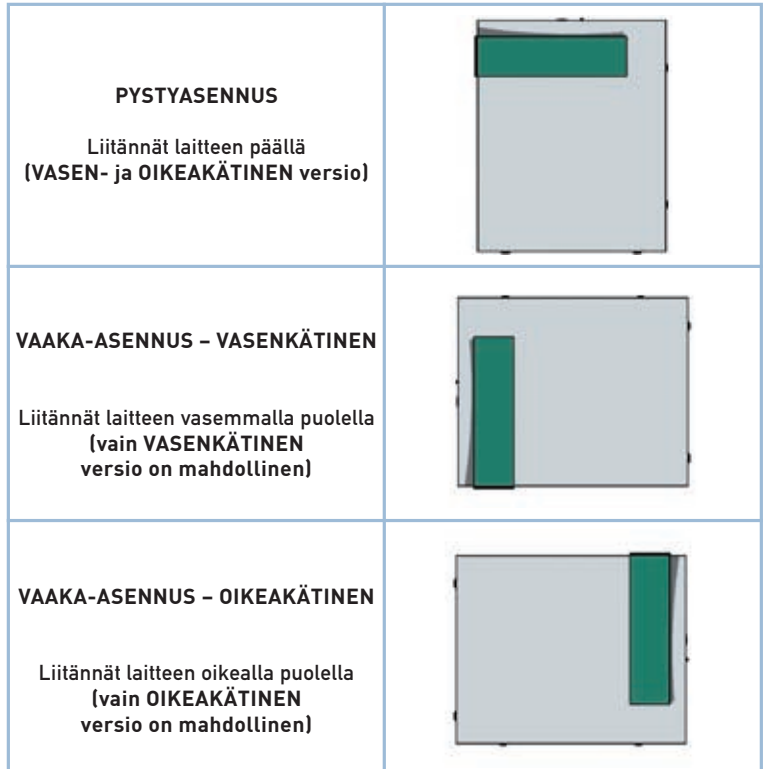 PYSTYASENNUS
Liitännät laitteen päällä
(VASEN- ja OIKEAKÄTINEN versio)
VAAKA-ASENNUS – VASENKÄTINEN
Liitännät laitteen vasemmalla puolella
(vain VASENKÄTINEN
versio on mahdollinen)
VAAKA-ASENNUS – OIKEAKÄTINEN
Liitännät laitteen oikealla puolella
(vain OIKEAKÄTINEN
versio on mahdollinen)